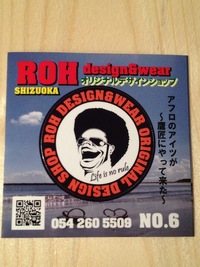 ROH design&wear
SHIZUOKA オリジナルデザインショップ
ROH DESIGN&WEAR ORIGINAL DESIGN SHOP
Life is no rule
アフロのアイツが
〜鷹匠にやって来た〜
054 260 5509 NO.6